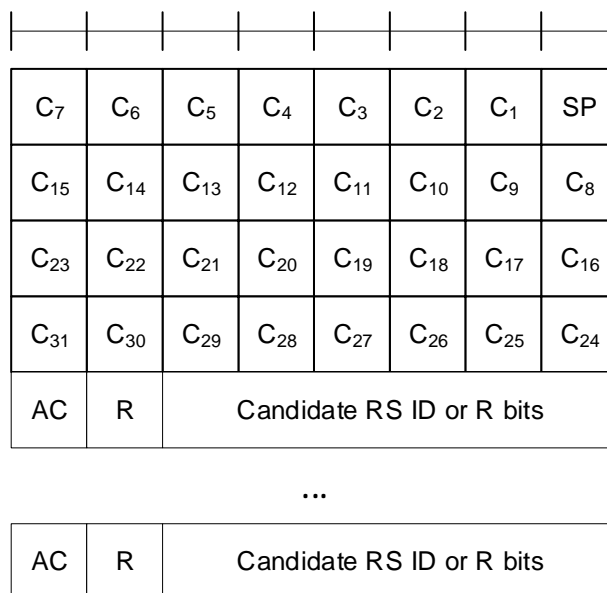 C₇ C₆ C₅ C₄ C₃ C₂ C₁ SP
C₁₅ C₁₄ C₁₃ C₁₂ C₁₁ C₁₀ C₉ C₈
C₂₃ C₂₂ C₂₁ C₂₀ C₁₉ C₁₈ C₁₇ C₁₆
C₃₁ C₃₀ C₂₉ C₂₈ C₂₇ C₂₆ C₂₅ C₂₄
AC R Candidate RS ID or R bits
...
AC R Candidate RS ID or R bits